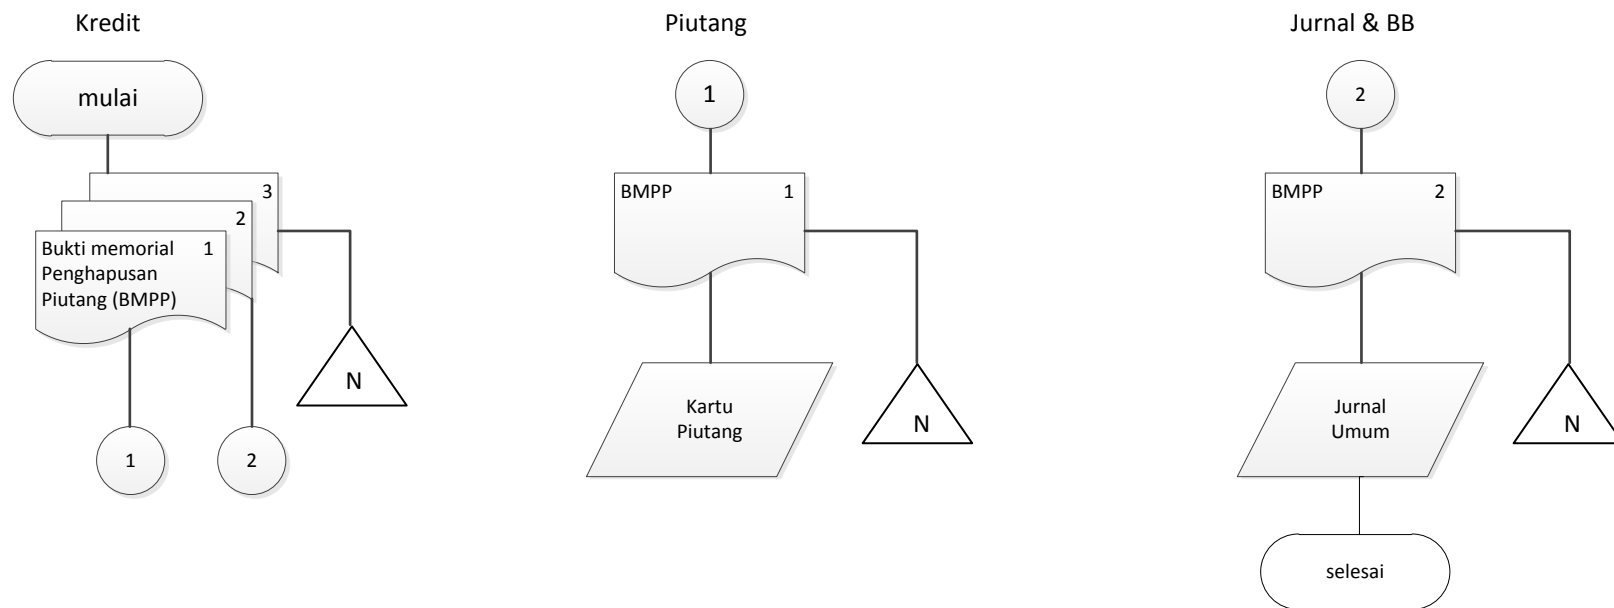 Kredit
mulai
3
2
Bukti memorial 1
Penghapusan
Piutang (BMPP)
N
1
2
Piutang
1
BMPP 1
Kartu
Piutang
N
Jurnal & BB
2
BMPP 2
Jurnal
Umum
N
selesai